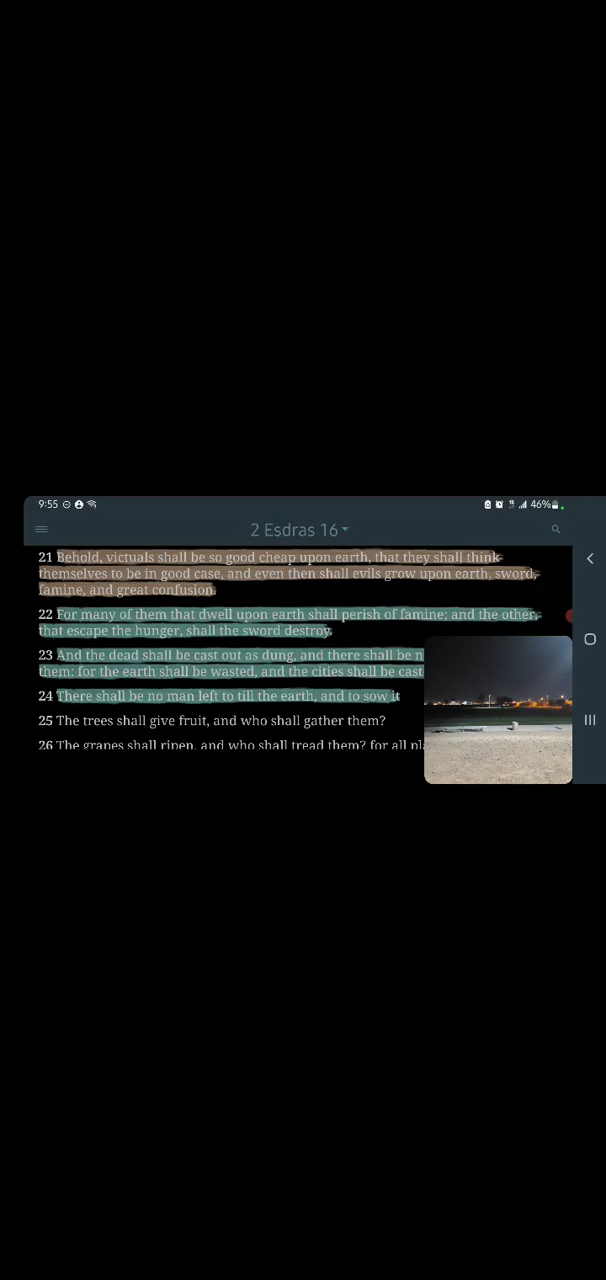 9:55
46%
2 Esdras 16
21 Behold, victuals shall be so good cheap upon earth, that they shall think
themselves to be in good case, and even then shall evils grow upon earth, sword,
famine, and great confusion.
22 For many of them that dwell upon earth shall perish of famine; and the other,
that escape the hunger, shall the sword destroy.
23 And the dead shall be cast out as dung, and there shall be n
them: for the earth shall be wasted, and the cities shall be cast
24 There shall be no man left to till the earth, and to sow it
25 The trees shall give fruit, and who shall gather them?
26 The grapes shall ripen, and who shall tread them? for all pla